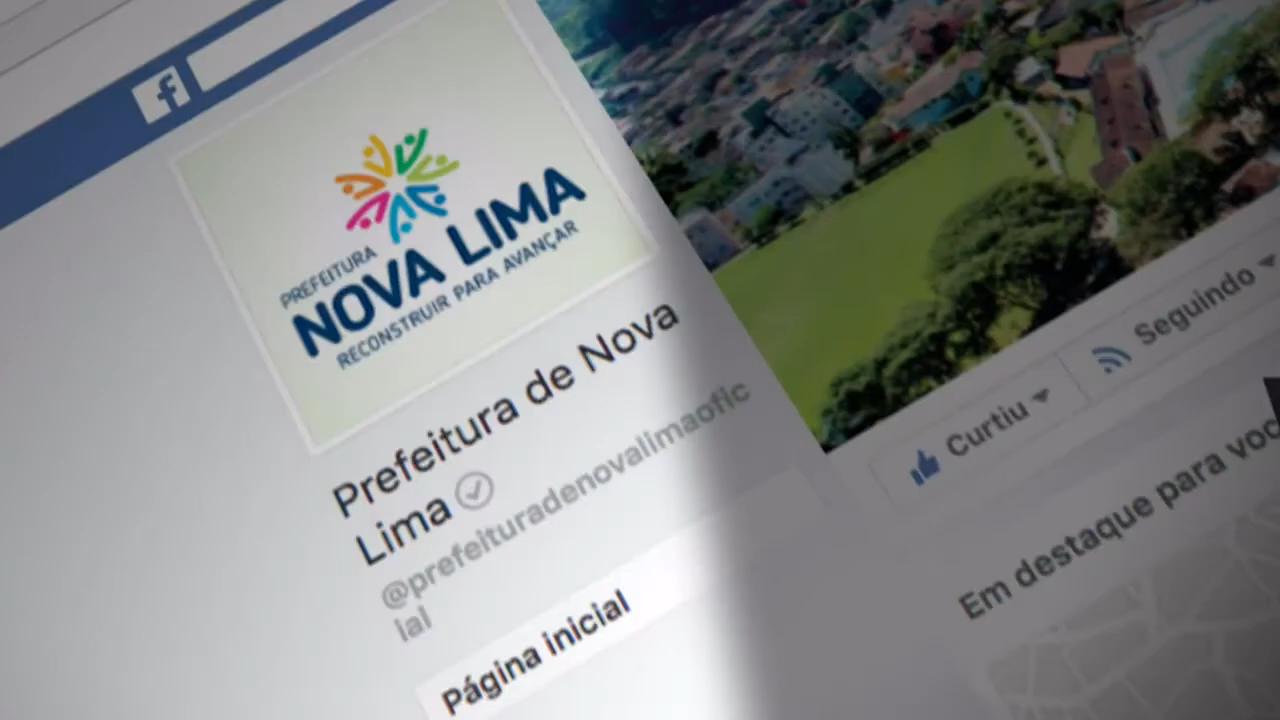 f
PREFEITURA
NOVA LIMA
RECONSTRUIR PARA AVANÇAR
Prefeitura de Nova
Lima
@prefeituradenovalimaofic
ial
Página inicial
Curtiu
Seguindo
Em destaque para voc